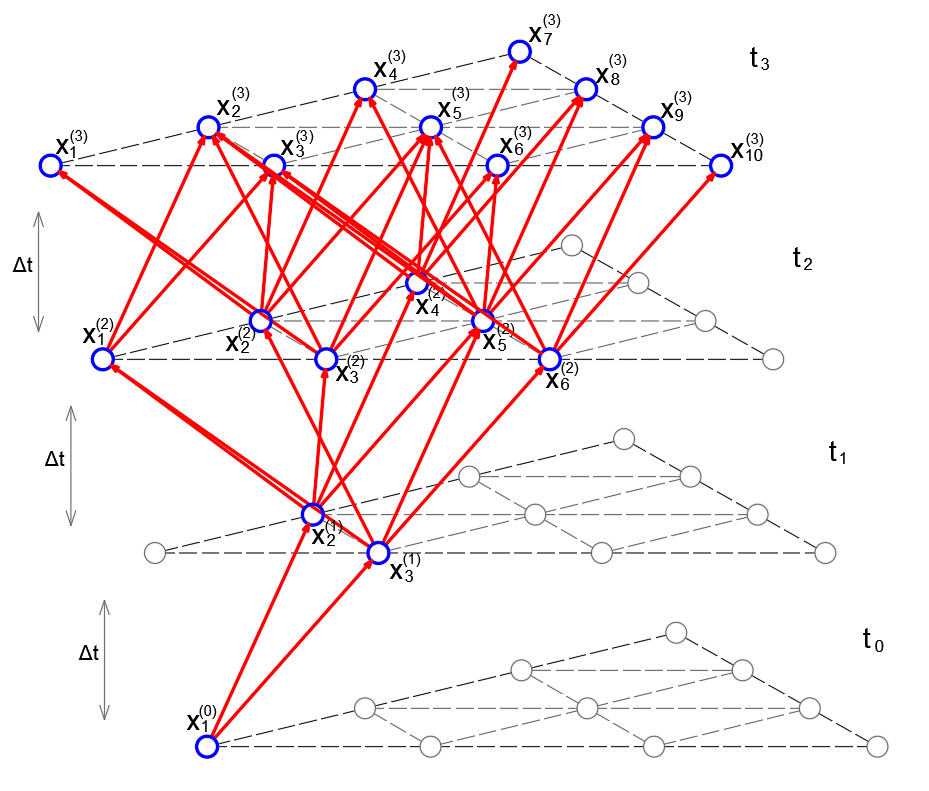 x₇⁽³⁾
t₃
x₄⁽³⁾
x₈⁽³⁾
x₂⁽³⁾
x₅⁽³⁾
x₉⁽³⁾
x₁⁽³⁾
x₃⁽³⁾
x₆⁽³⁾
x₁₀⁽³⁾
Δt
t₂
x₄⁽²⁾
x₁⁽²⁾
x₂⁽²⁾
x₅⁽²⁾
x₃⁽²⁾
x₆⁽²⁾
Δt
t₁
x₂⁽¹⁾
x₃⁽¹⁾
Δt
t₀
x₁⁽⁰⁾